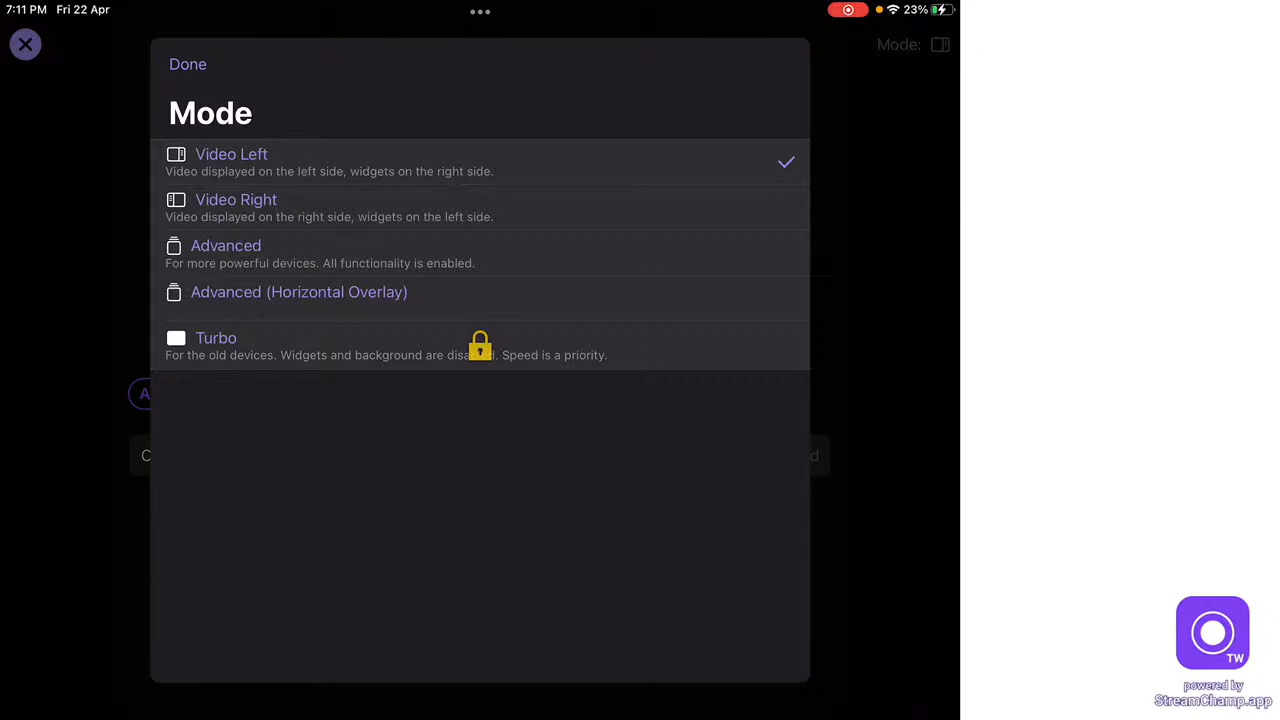 7:11 PM Fri 22 Apr
23%
Mode:
Done
Mode
Video Left
Video displayed on the left side, widgets on the right side.
Video Right
Video displayed on the right side, widgets on the left side.
Advanced
For more powerful devices. All functionality is enabled.
Advanced (Horizontal Overlay)
Turbo
For the old devices. Widgets and background are disa d. Speed is a priority.
A
C
d
TW
powered by
StreamChamp.app